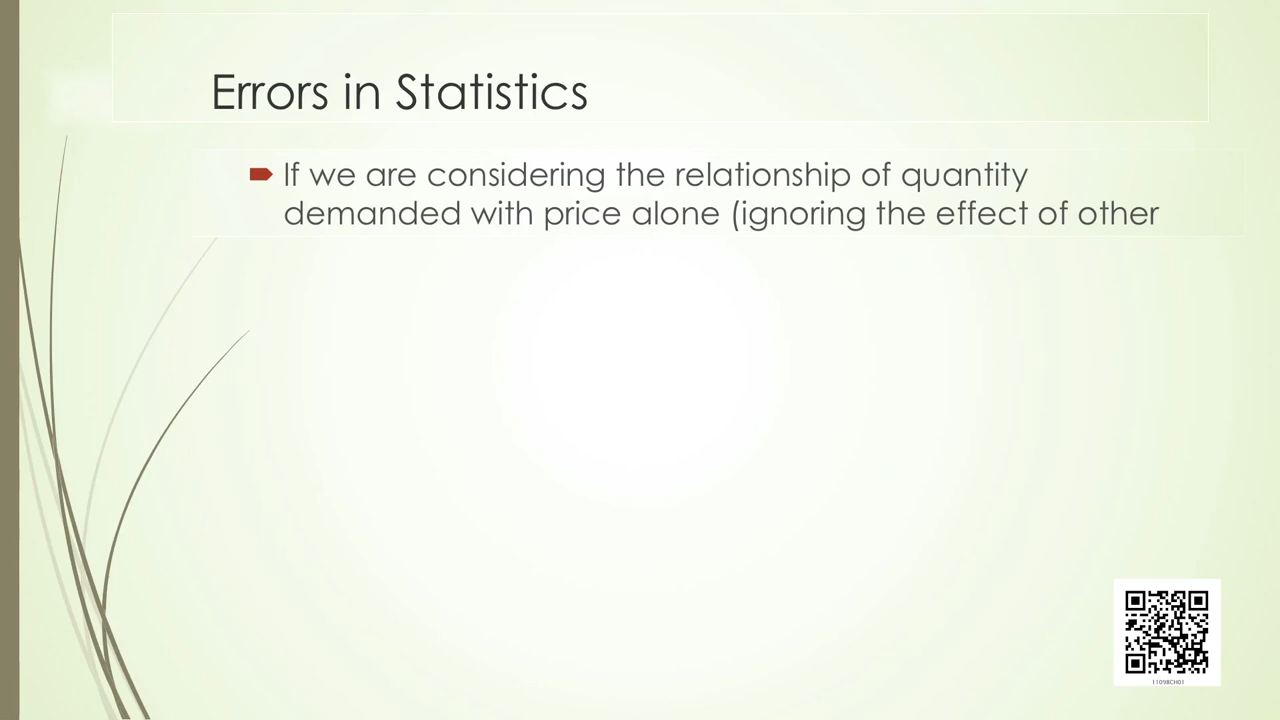 Errors in Statistics
If we are considering the relationship of quantity
demanded with price alone (ignoring the effect of other
11098CH01